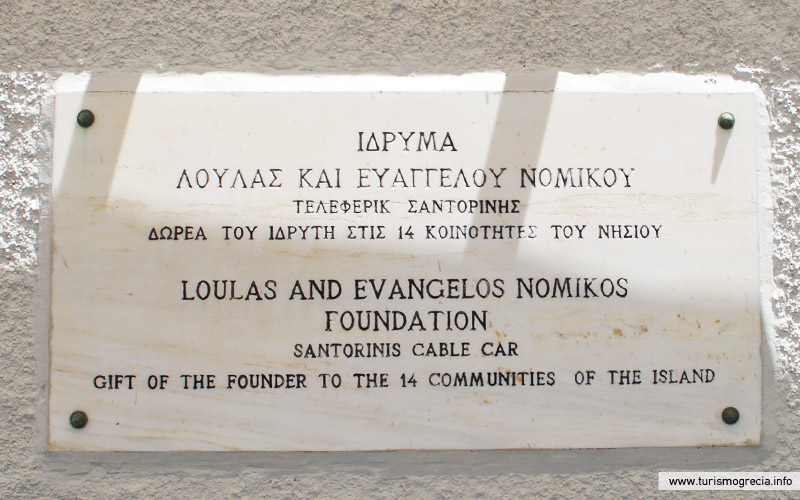 ΙΔΡΥΜΑ
ΛΟΥΛΑΣ ΚΑΙ ΕΥΑΓΓΕΛΟΥ ΝΟΜΙΚΟΥ
ΤΕΛΕΦΕΡΙΚ ΣΑΝΤΟΡΙΝΗΣ
ΔΩΡΕΑ ΤΟΥ ΙΔΡΥΤΗ ΣΤΙΣ 14 ΚΟΙΝΟΤΗΤΕΣ ΤΟΥ ΝΗΣΙΟΥ
LOULAS AND EVANGELOS NOMIKOS
FOUNDATION
SANTORINIS CABLE CAR
GIFT OF THE FOUNDER TO THE 14 COMMUNITIES OF THE ISLAND
www.turismogrecia.info